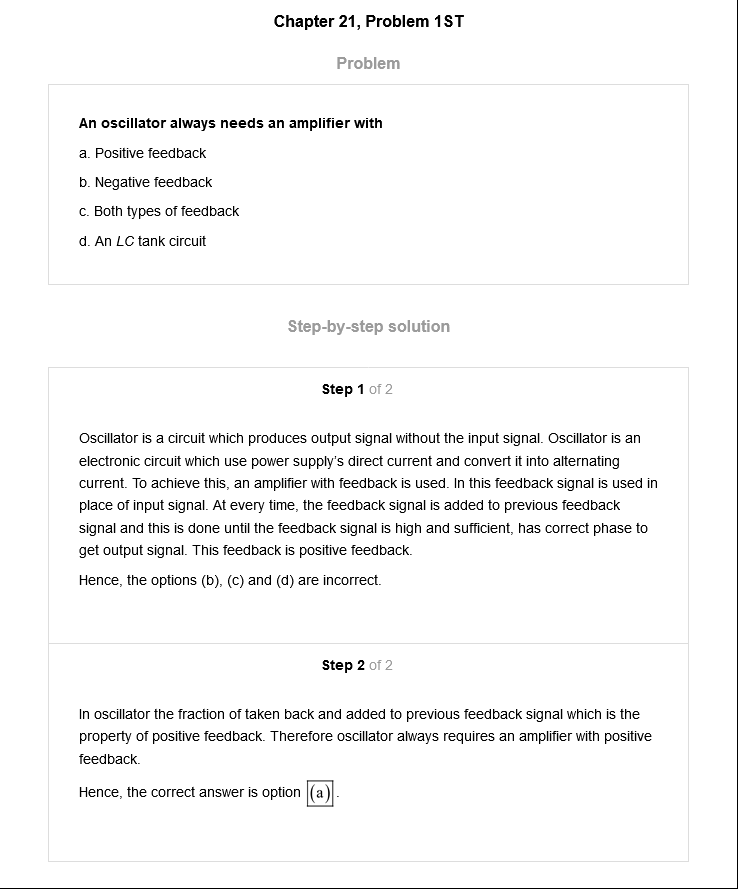 Chapter 21, Problem 1ST
Problem
An oscillator always needs an amplifier with
a. Positive feedback
b. Negative feedback
c. Both types of feedback
d. An LC tank circuit
Step-by-step solution
Step 1 of 2
Oscillator is a circuit which produces output signal without the input signal. Oscillator is an
electronic circuit which use power supply's direct current and convert it into alternating
current. To achieve this, an amplifier with feedback is used. In this feedback signal is used in
place of input signal. At every time, the feedback signal is added to previous feedback
signal and this is done until the feedback signal is high and sufficient, has correct phase to
get output signal. This feedback is positive feedback.
Hence, the options (b), (c) and (d) are incorrect.
Step 2 of 2
In oscillator the fraction of taken back and added to previous feedback signal which is the
property of positive feedback. Therefore oscillator always requires an amplifier with positive
feedback.
Hence, the correct answer is option (a).